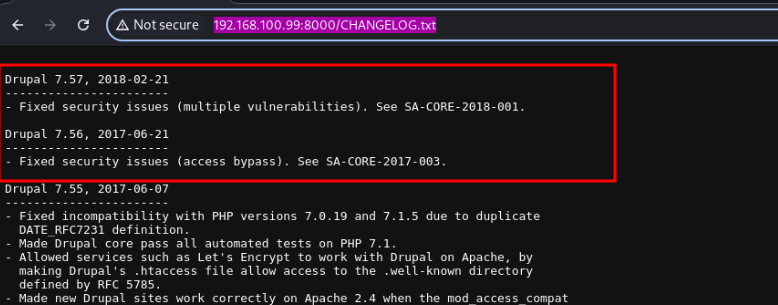 Not secure 192.168.100.99:8000/CHANGELOG.txt
Drupal 7.57, 2018-02-21
-----------------------
- Fixed security issues (multiple vulnerabilities). See SA-CORE-2018-001.
Drupal 7.56, 2017-06-21
-----------------------
- Fixed security issues (access bypass). See SA-CORE-2017-003.
Drupal 7.55, 2017-06-07
-----------------------
- Fixed incompatibility with PHP versions 7.0.19 and 7.1.5 due to duplicate
DATE_RFC7231 definition.
- Made Drupal core pass all automated tests on PHP 7.1.
- Allowed services such as Let's Encrypt to work with Drupal on Apache, by
making Drupal's .htaccess file allow access to the .well-known directory
defined by RFC 5785.
- Made new Drupal sites work correctly on Apache 2.4 when the mod_access_compat